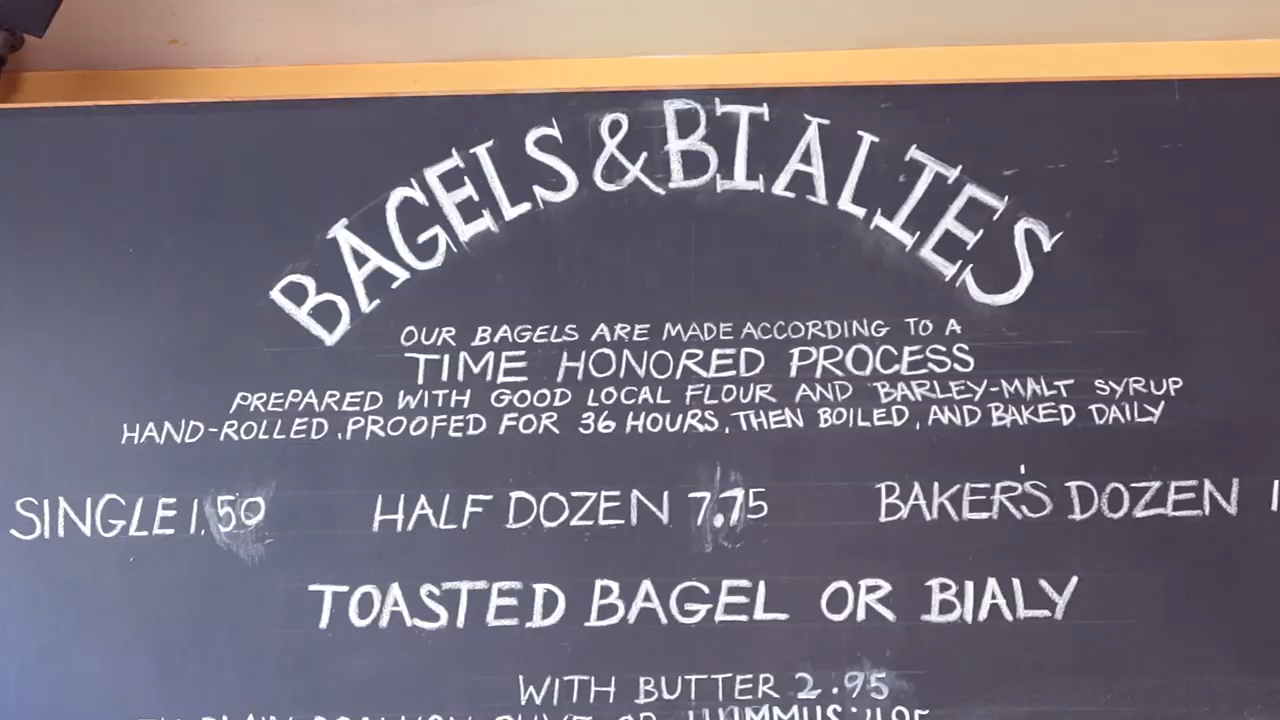 BAGELS & BIALIES
OUR BAGELS ARE MADE ACCORDING TO A
TIME HONORED PROCESS
PREPARED WITH GOOD LOCAL FLOUR AND BARLEY-MALT SYRUP
HAND-ROLLED, PROOFED FOR 36 HOURS, THEN BOILED, AND BAKED DAILY
SINGLE 1.50 HALF DOZEN 7.75 BAKER'S DOZEN
TOASTED BAGEL OR BIALY
WITH BUTTER 2.95